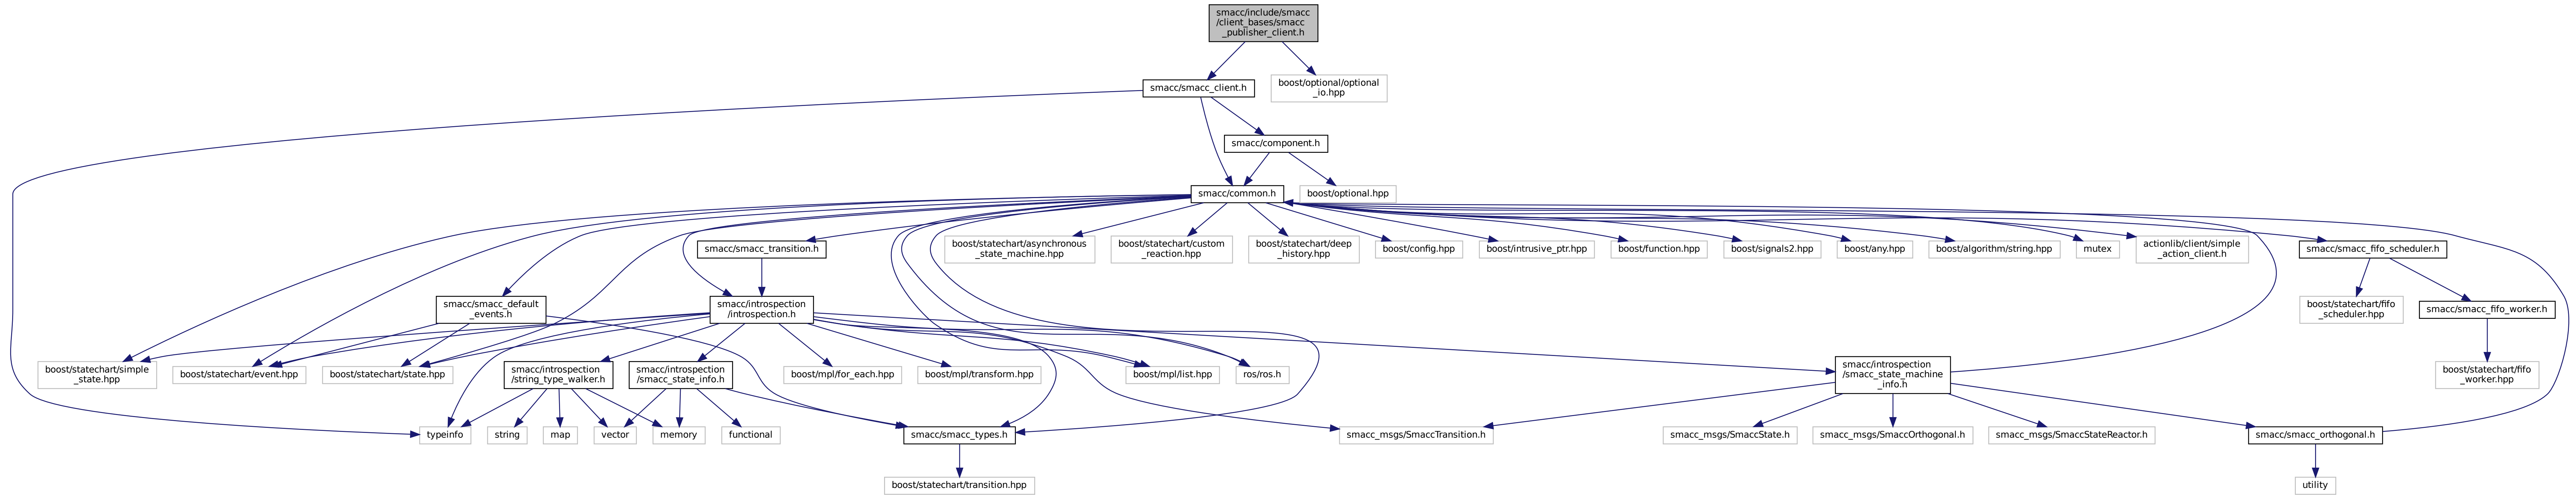 smacc/include/smacc
/client_bases/smacc
_publisher_client.h
smacc/smacc_client.h
boost/optional/optional
_io.hpp
smacc/component.h
smacc/common.h
boost/optional.hpp
smacc/smacc_transition.h
boost/statechart/asynchronous
_state_machine.hpp
boost/statechart/custom
_reaction.hpp
boost/statechart/deep
_history.hpp
boost/config.hpp
boost/intrusive_ptr.hpp
boost/function.hpp
boost/signals2.hpp
boost/any.hpp
boost/algorithm/string.hpp
mutex
actionlib/client/simple
_action_client.h
smacc/smacc_fifo_scheduler.h
smacc/smacc_default
_events.h
smacc/introspection
/introspection.h
boost/statechart/fifo
_scheduler.hpp
smacc/smacc_fifo_worker.h
boost/statechart/simple
_state.hpp
boost/statechart/event.hpp
boost/statechart/state.hpp
smacc/introspection
/string_type_walker.h
smacc/introspection
/smacc_state_info.h
boost/mpl/for_each.hpp
boost/mpl/transform.hpp
boost/mpl/list.hpp
ros/ros.h
smacc/introspection
/smacc_state_machine
_info.h
boost/statechart/fifo
_worker.hpp
typeinfo
string
map
vector
memory
functional
smacc/smacc_types.h
smacc_msgs/SmaccTransition.h
smacc_msgs/SmaccState.h
smacc_msgs/SmaccOrthogonal.h
smacc_msgs/SmaccStateReactor.h
smacc/smacc_orthogonal.h
boost/statechart/transition.hpp
utility